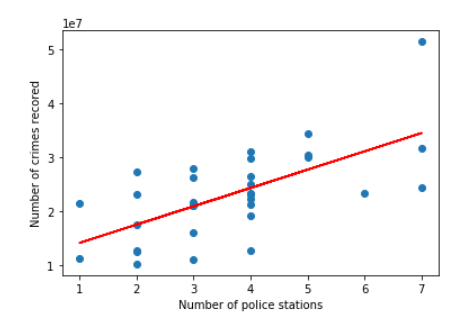 1e7
5
4
3
2
1
Number of crimes recored
1 2 3 4 5 6 7
Number of police stations